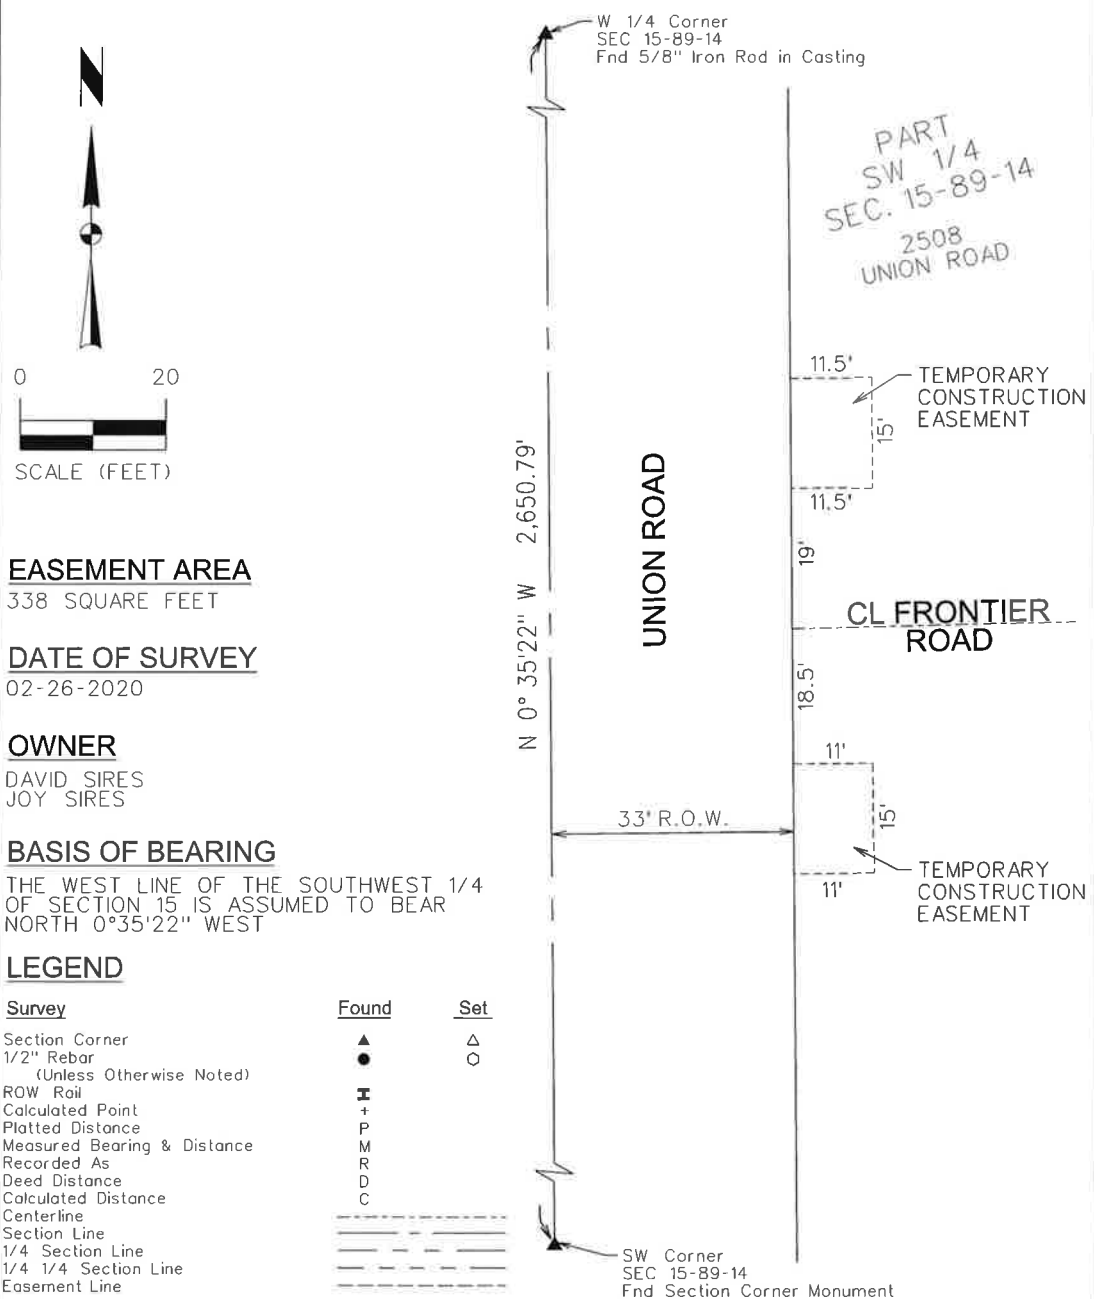 N
W 1/4 Corner
SEC 15-89-14
Fnd 5/8" Iron Rod in Casting
PART
SW 1/4
SEC. 15-89-14
2508
UNION ROAD
0 20
SCALE (FEET)
11.5'
TEMPORARY
CONSTRUCTION
EASEMENT
15'
11.5'
N 0° 35'22" W 2,650.79'
UNION ROAD
19'
CL FRONTIER
ROAD
18.5'
11'
15'
33' R.O.W.
11'
TEMPORARY
CONSTRUCTION
EASEMENT
EASEMENT AREA
338 SQUARE FEET
DATE OF SURVEY
02-26-2020
OWNER
DAVID SIRES
JOY SIRES
BASIS OF BEARING
THE WEST LINE OF THE SOUTHWEST 1/4
OF SECTION 15 IS ASSUMED TO BEAR
NORTH 0°35'22" WEST
LEGEND
Survey Found Set
Section Corner ▲ △
1/2" Rebar ● ○
(Unless Otherwise Noted)
ROW Rail
Calculated Point +
Platted Distance P
Measured Bearing & Distance M
Recorded As R
Deed Distance D
Calculated Distance C
Centerline
Section Line
1/4 Section Line
1/4 1/4 Section Line
Easement Line
SW Corner
SEC 15-89-14
Fnd Section Corner Monument